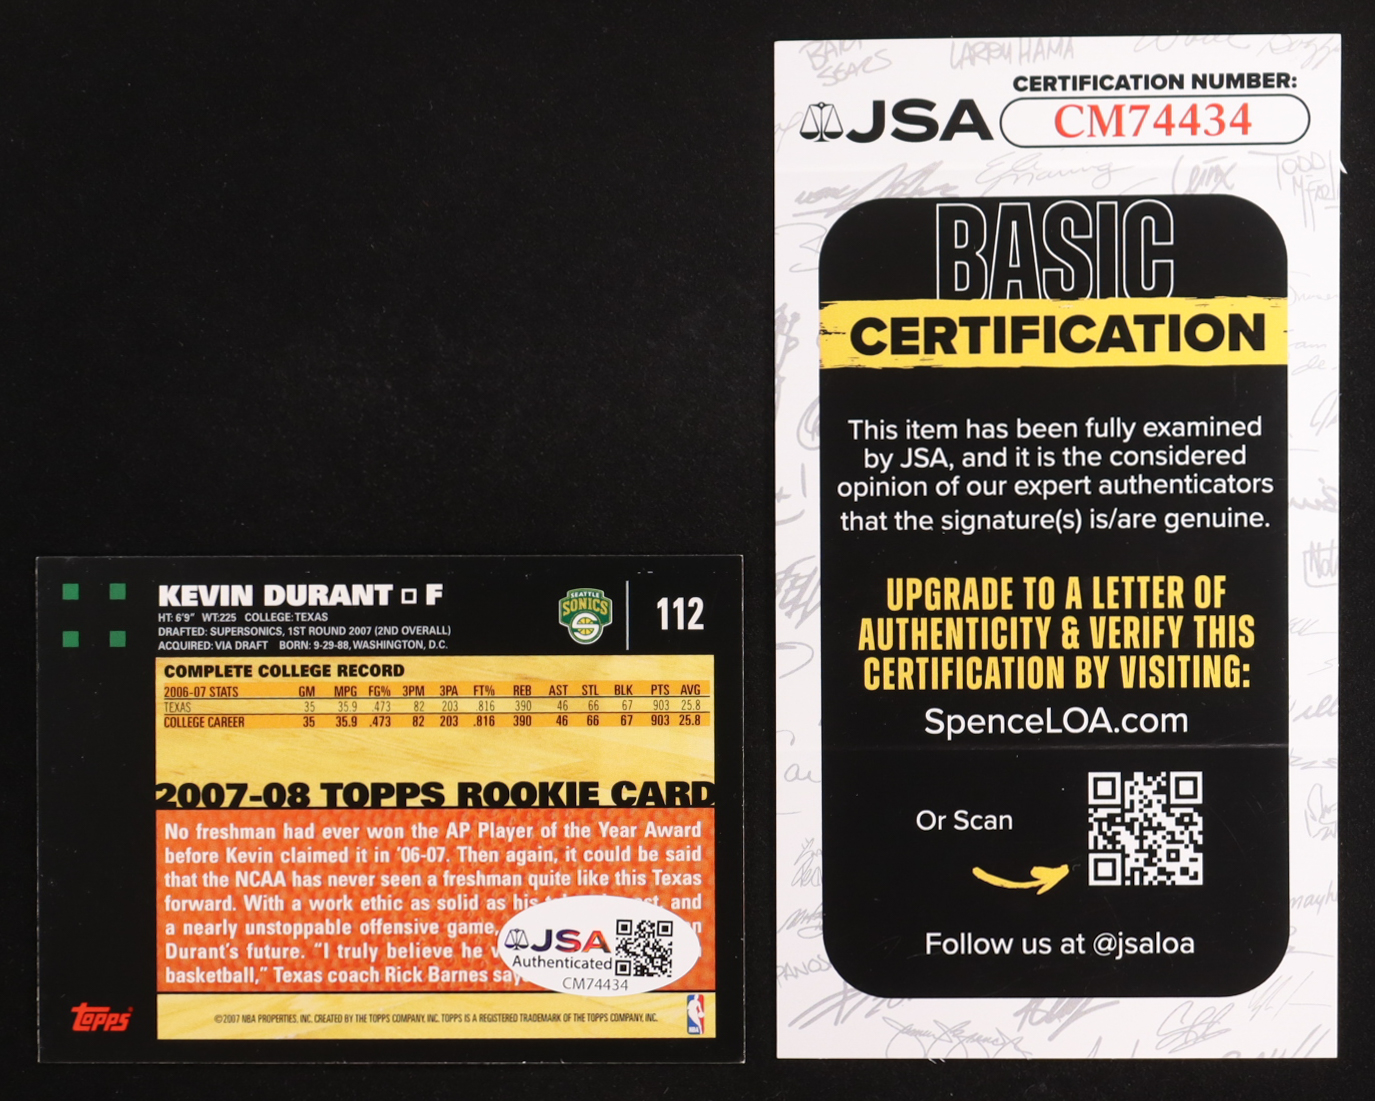 KEVIN DURANT □ F
HT: 6'9" WT:225 COLLEGE:TEXAS
DRAFTED: SUPERSONICS, 1ST ROUND 2007 (2ND OVERALL)
ACQUIRED: VIA DRAFT BORN: 9-29-88, WASHINGTON, D.C.
SEATTLE
SONICS
112
COMPLETE COLLEGE RECORD
2006-07 STATS GM MPG FG% 3PM 3PA FT% REB AST STL BLK PTS AVG
TEXAS 35 35.9 .473 82 203 .816 390 46 66 67 903 25.8
COLLEGE CAREER 35 35.9 .473 82 203 .816 390 46 66 67 903 25.8
2007-08 TOPPS ROOKIE CARD
No freshman had ever won the AP Player of the Year Award
before Kevin claimed it in '06-07. Then again, it could be said
that the NCAA has never seen a freshman quite like this Texas
forward. With a work ethic as solid as his and
a nearly unstoppable offensive game,
Durant's future. "I truly believe he
basketball," Texas coach Rick Barnes say
JSA
Authenticated
CM74434
Topps
©2007 NBA PROPERTIES, INC. CREATED BY THE TOPPS COMPANY, INC. TOPPS IS A REGISTERED TRADEMARK OF THE TOPPS COMPANY, INC.
NBA
BART
SEARS
LARRY HAMA
CERTIFICATION NUMBER:
JSA CM74434
TODD
BASIC
CERTIFICATION
This item has been fully examined
by JSA, and it is the considered
opinion of our expert authenticators
that the signature(s) is/are genuine.
UPGRADE TO A LETTER OF
AUTHENTICITY & VERIFY THIS
CERTIFICATION BY VISITING:
SpenceLOA.com
Or Scan
Follow us at @jsaloa